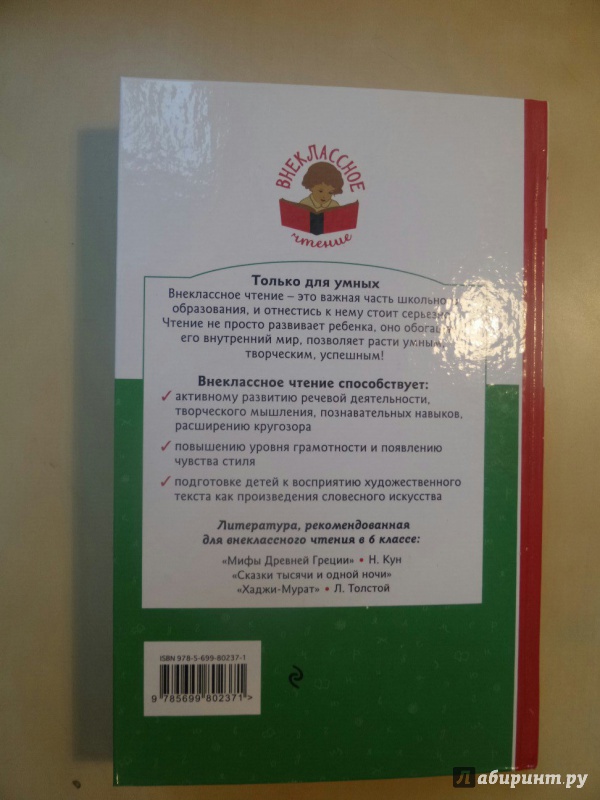 ВНЕКЛАССНОЕ
чтение
Только для умных
Внеклассное чтение – это важная часть школьного
образования, и отнестись к нему стоит серьезно.
Чтение не просто развивает ребенка, оно обогащает
его внутренний мир, позволяет расти умным,
творческим, успешным!
Внеклассное чтение способствует:
✓ активному развитию речевой деятельности,
творческого мышления, познавательных навыков,
расширению кругозора
✓ повышению уровня грамотности и появлению
чувства стиля
✓ подготовке детей к восприятию художественного
текста как произведения словесного искусства
Литература, рекомендованная
для внеклассного чтения в 6 классе:
«Мифы Древней Греции» • Н. Кун
«Сказки тысячи и одной ночи»
«Хаджи-Мурат» • Л. Толстой
ISBN 978-5-699-80237-1
9 785699 802371 >
Лабиринт.ру